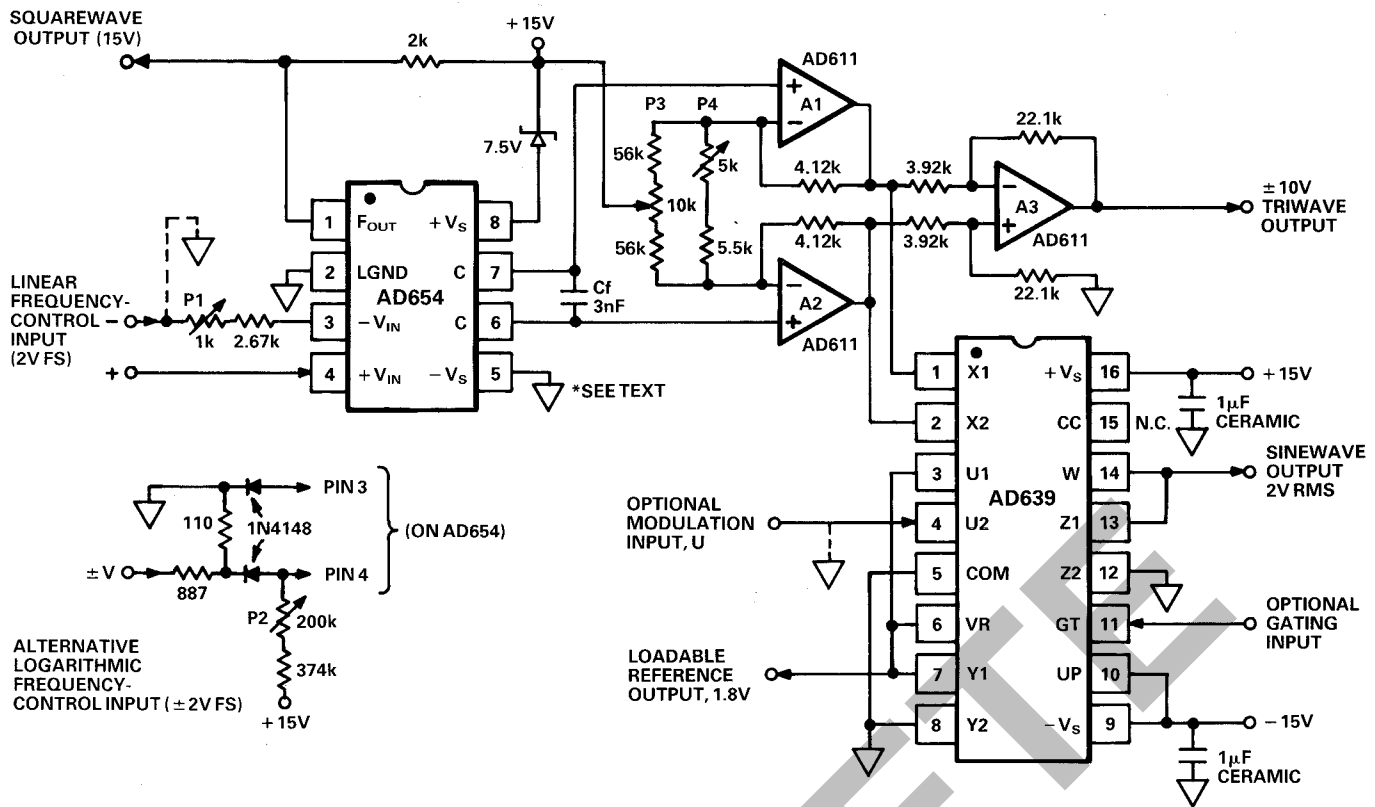 SQUAREWAVE
OUTPUT (15V)
2k
+15V
7.5V
AD611
A1
P3
P4
56k
5k
10k
56k
5.5k
4.12k
4.12k
3.92k
3.92k
22.1k
A3
AD611
22.1k
±10V
TRIWAVE
OUTPUT
A2
AD611
1
FOUT
+VS
8
2
LGND
C
7
AD654
3
−VIN
C
6
4
+VIN
−VS
5
*SEE TEXT
Cf
3nF
LINEAR
FREQUENCY-
CONTROL
INPUT
(2V FS)
−
P1
1k
2.67k
+
PIN 3
110
1N4148
(ON AD654)
±V
887
PIN 4
P2
200k
374k
+15V
ALTERNATIVE
LOGARITHMIC
FREQUENCY-
CONTROL INPUT (±2V FS)
1
X1
+VS
16
+15V
1μF
CERAMIC
2
X2
CC
15
N.C.
3
U1
W
14
SINEWAVE
OUTPUT
2V RMS
AD639
OPTIONAL
MODULATION
INPUT, U
4
U2
Z1
13
5
COM
Z2
12
6
VR
GT
11
OPTIONAL
GATING
INPUT
LOADABLE
REFERENCE
OUTPUT, 1.8V
7
Y1
UP
10
8
Y2
−VS
9
−15V
1μF
CERAMIC
ETE